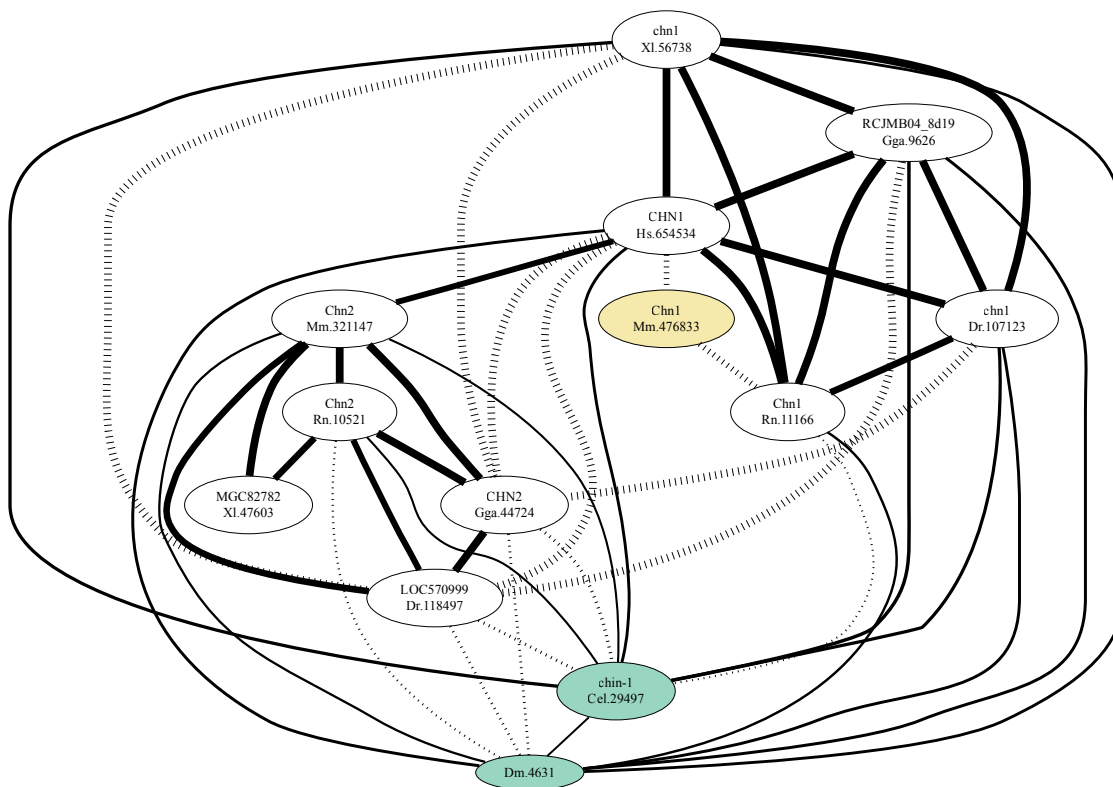 chn1
Xl.56738
RCJMB04_8d19
Gga.9626
CHN1
Hs.654534
Chn2
Mm.321147
Chn1
Mm.476833
chn1
Dr.107123
Chn2
Rn.10521
Chn1
Rn.11166
MGC82782
Xl.47603
CHN2
Gga.44724
LOC570999
Dr.118497
chin-1
Cel.29497
Dm.4631